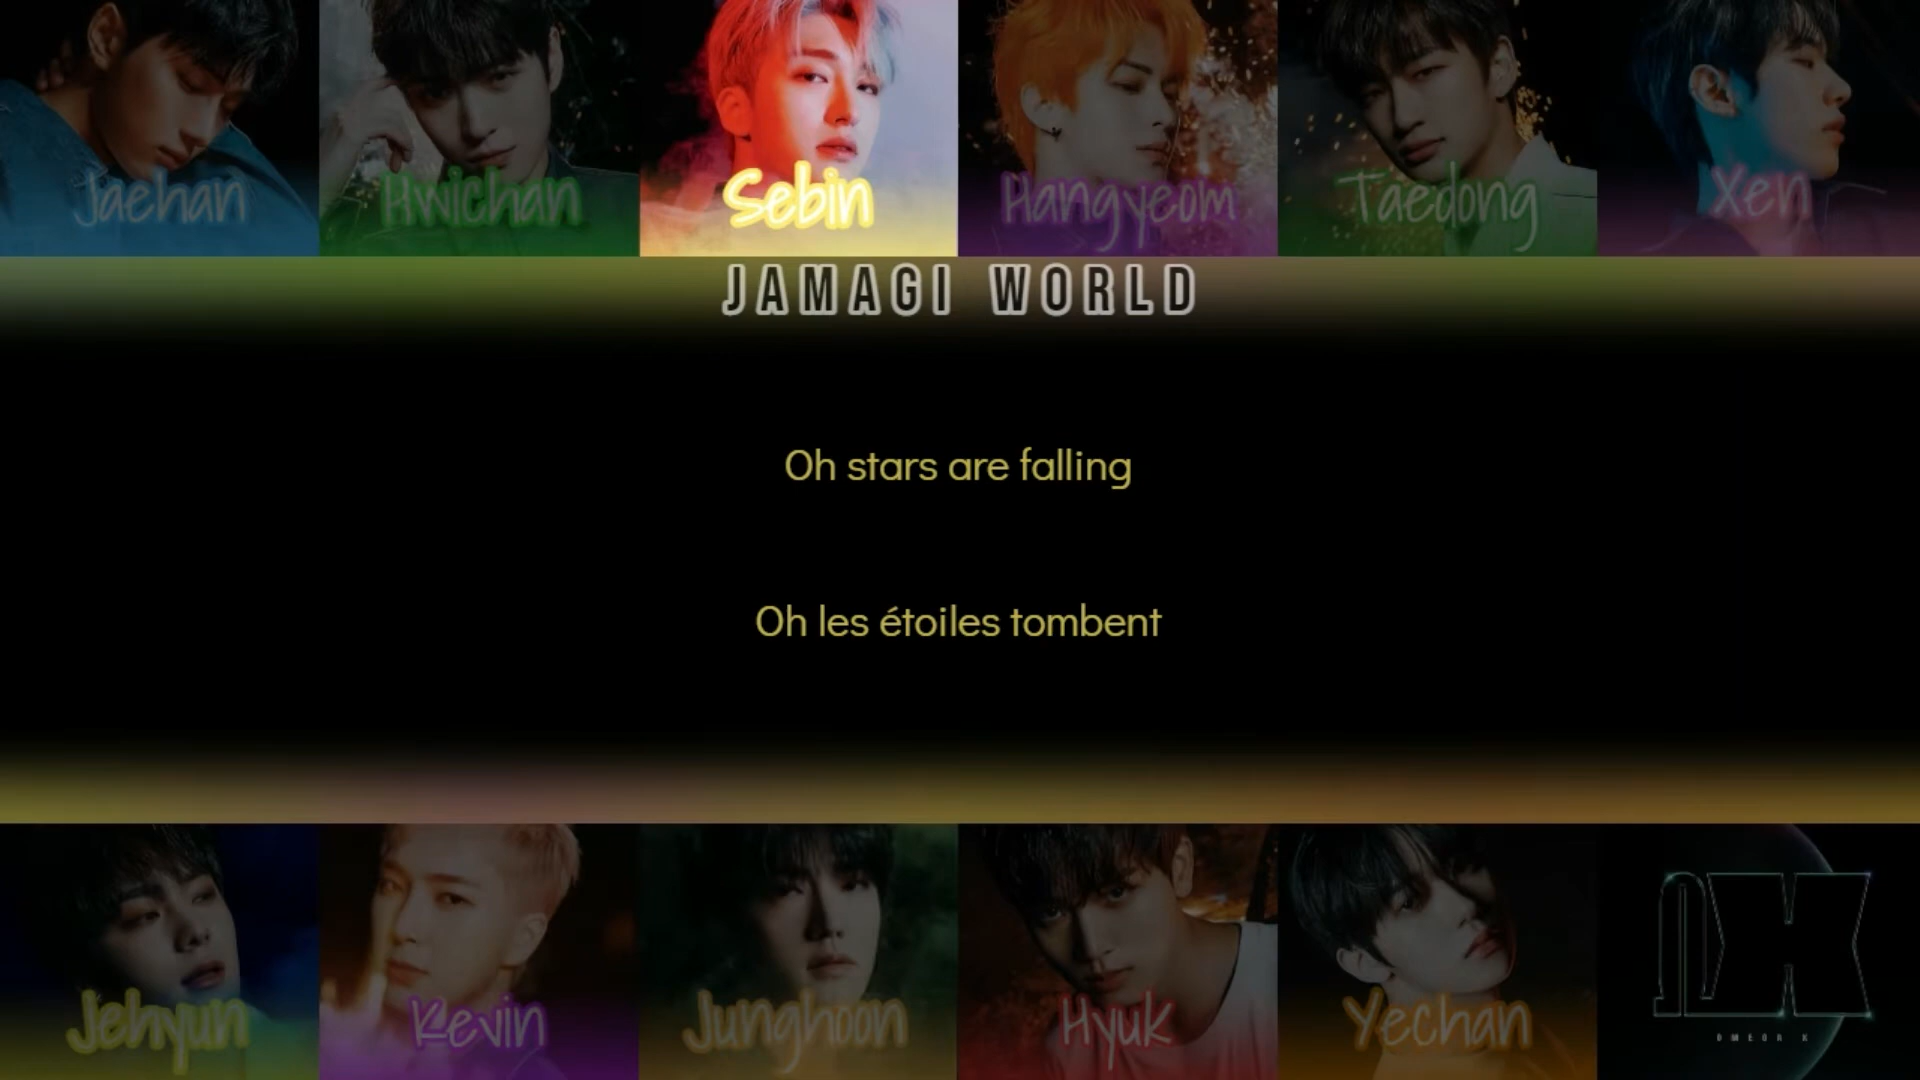 Jaehan
Hwichan
Sebin
Hangyeom
Taedong
Xen
JAMAGI WORLD
Oh stars are falling
Oh les étoiles tombent
Jehyun
Kevin
Junghoon
Hyuk
Yechan
OMEGA X